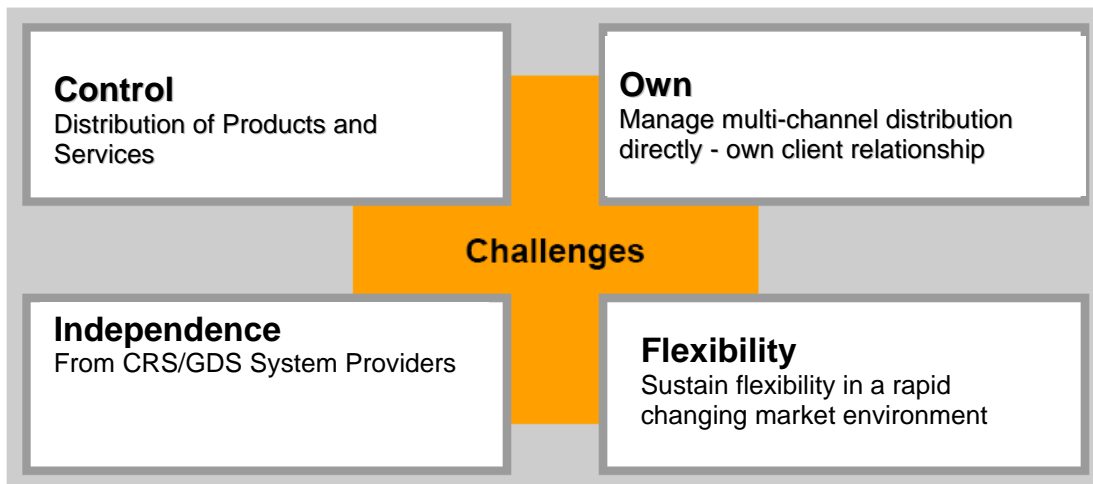 Control
Distribution of Products and
Services
Own
Manage multi-channel distribution
directly - own client relationship
Challenges
Independence
From CRS/GDS System Providers
Flexibility
Sustain flexibility in a rapid
changing market environment